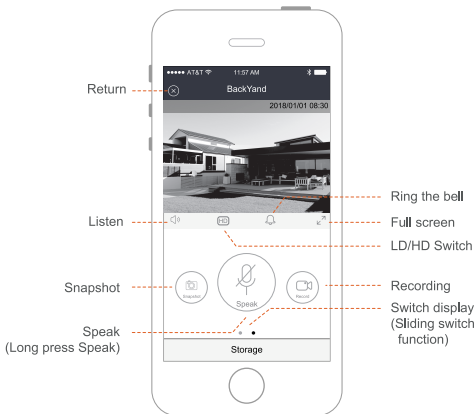 AT&T
11:57 AM
Return
BackYand
2018/01/01 08:30
Ring the bell
Listen
HD
Full screen
LD/HD Switch
Snapshot
Snapshot
Speak
Record
Recording
Switch display
(Sliding switch
function)
Speak
(Long press Speak)
Storage